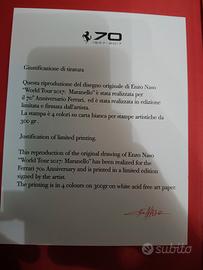 70
1947-2017
Giustificazione di tiratura
Questa riproduzione del disegno originale di Enzo Naso
"World Tour 2017: Maranello" è stata realizzata per
il 70° Anniversario Ferrari, ed è stata realizzata in edizione
limitata e firmata dall'artista.
La stampa è 4 colori su carta bianca per stampe artistiche da
300 gr .
Justification of limited printing.
This reproduction of the original drawing of Enzo Naso
"World Tour 2017: Maranello" has been realized for the
Ferrari 70s anniversary and is printed in a limited edition
signed by the artist.
The printing is in 4 colours on 300gr on white acid free art paper.
subito